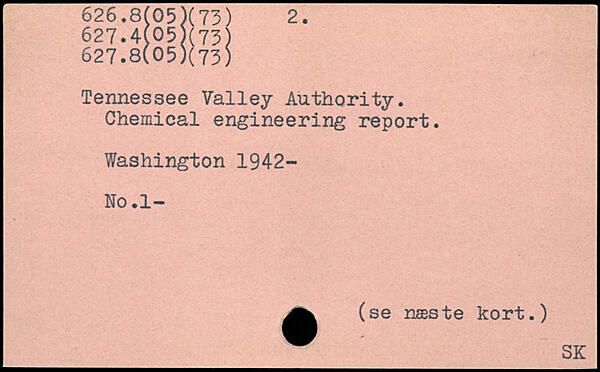 626.8(05)(73) 2.
627.4(05)(73)
627.8(05)(73)
Tennessee Valley Authority.
Chemical engineering report.
Washington 1942-
No.1-
(se næste kort.)
SK